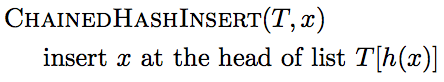 CHAINEDHASHINSERT(T, x)
insert x at the head of list T[h(x)]